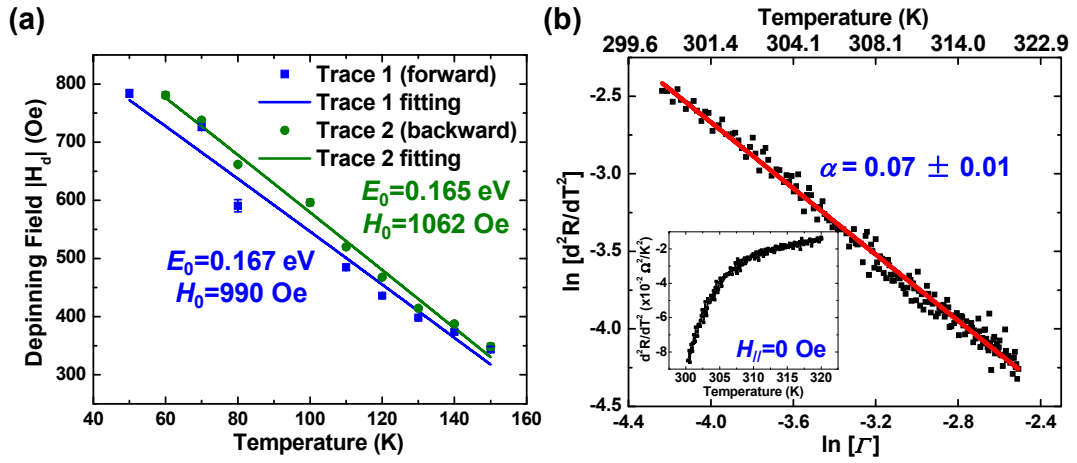 (a)
Trace 1 (forward)
Trace 1 fitting
Trace 2 (backward)
Trace 2 fitting
E₀=0.165 eV
H₀=1062 Oe
E₀=0.167 eV
H₀=990 Oe
Depinning Field |H_d| (Oe)
800
700
600
500
400
300
40 60 80 100 120 140 160
Temperature (K)
(b)
Temperature (K)
299.6 301.4 304.1 308.1 314.0 322.9
ln [d²R/dT²]
-2.5
-3.0
-3.5
-4.0
-4.5
α = 0.07 ± 0.01
d²R/dT² (x10⁻² Ω²/K²)
-2
-4
-6
-8
H_{//}=0 Oe
300 305 310 315 320
Temperature (K)
-4.4 -4.0 -3.6 -3.2 -2.8 -2.4
ln [Γ]